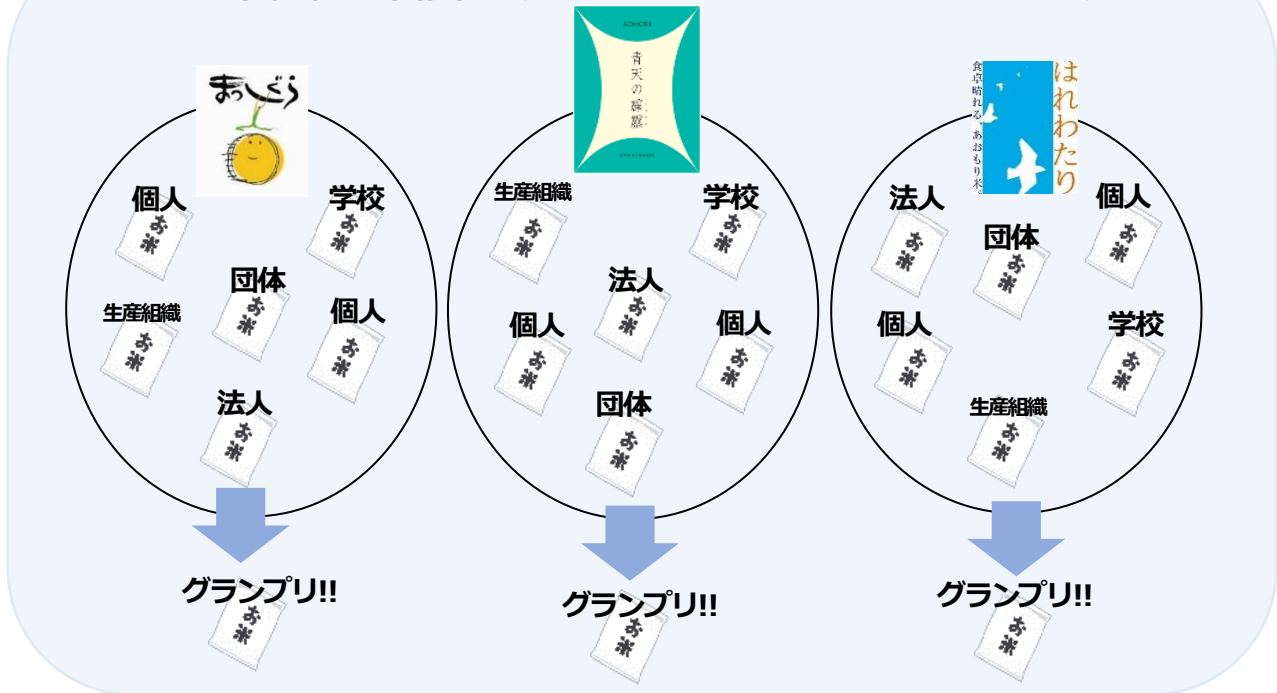 まっしぐら
個人
学校
お米
お米
団体
お米
生産組織
個人
お米
お米
法人
お米
グランプリ!!
お米
AOMORI
青天の霹靂
生産組織
学校
お米
お米
法人
お米
個人
個人
お米
お米
団体
お米
グランプリ!!
お米
はれわたり
食卓晴れる、あおもり米。
法人
個人
団体
お米
お米
お米
個人
学校
お米
お米
生産組織
お米
グランプリ!!
お米